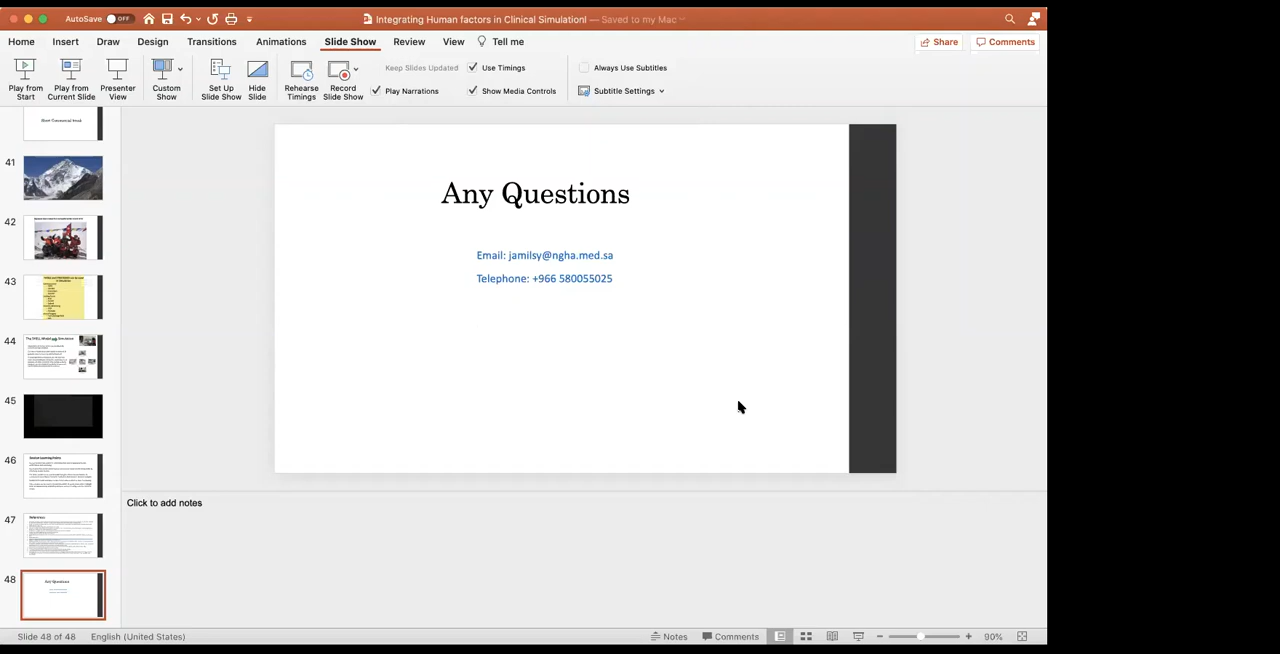 AutoSave OFF
Integrating Human factors in Clinical Simulationl — Saved to my Mac
Home Insert Draw Design Transitions Animations Slide Show Review View Tell me
Share Comments
Play from Start
Play from Current Slide
Presenter View
Custom Show
Set Up Slide Show
Hide Slide
Rehearse Timings
Record Slide Show
Keep Slides Updated
Play Narrations
Use Timings
Show Media Controls
Always Use Subtitles
Subtitle Settings
41
42
43
44
45
46
47
48
Any Questions
Any Questions
Email: jamilsy@ngha.med.sa
Telephone: +966 580055025
Click to add notes
Slide 48 of 48 English (United States)
Notes Comments
90%